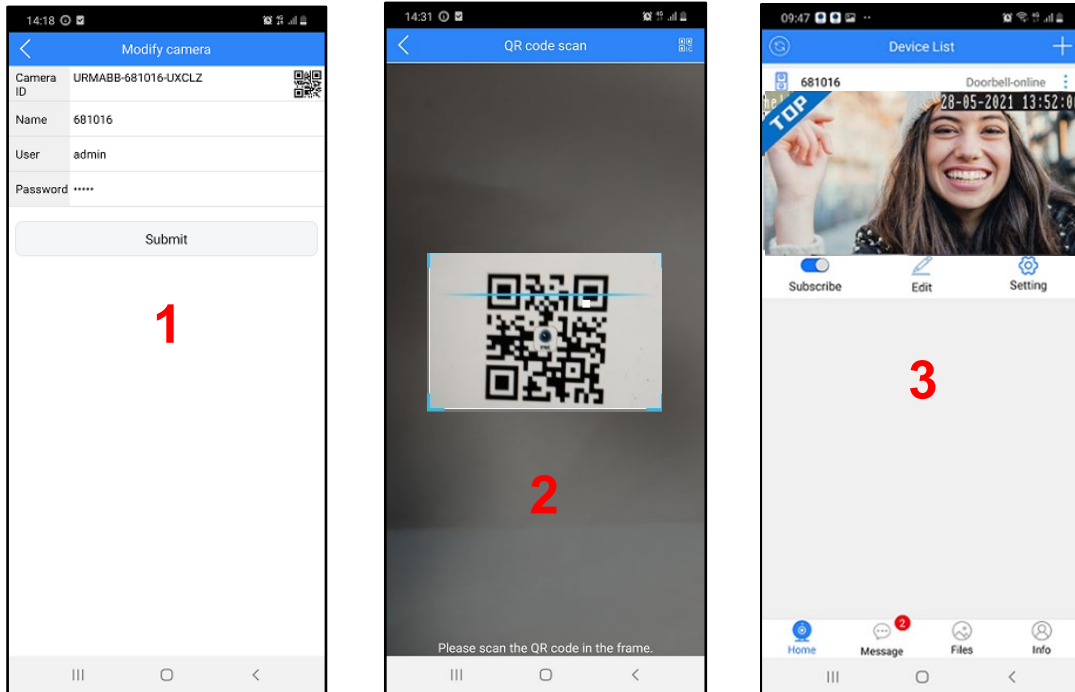 14:18
Modify camera
Camera ID
URMABB-681016-UXCLZ
Name
681016
User
admin
Password
•••••
Submit
1
14:31
QR code scan
2
Please scan the QR code in the frame.
09:47
Device List
681016
Doorbell-online
TOP
28-05-2021 13:52:0
Subscribe
Edit
Setting
3
2
Home
Message
Files
Info